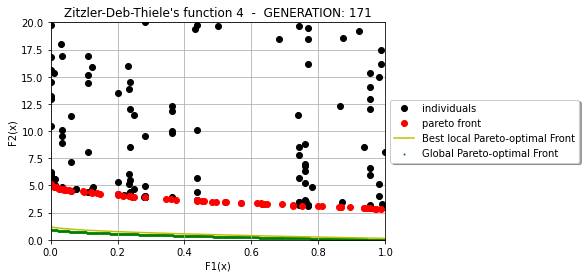 Zitzler-Deb-Thiele's function 4 - GENERATION: 171
20.0
17.5
15.0
12.5
10.0
7.5
5.0
2.5
0.0
F2(x)
0.0 0.2 0.4 0.6 0.8 1.0
F1(x)
individuals
pareto front
Best local Pareto-optimal Front
Global Pareto-optimal Front